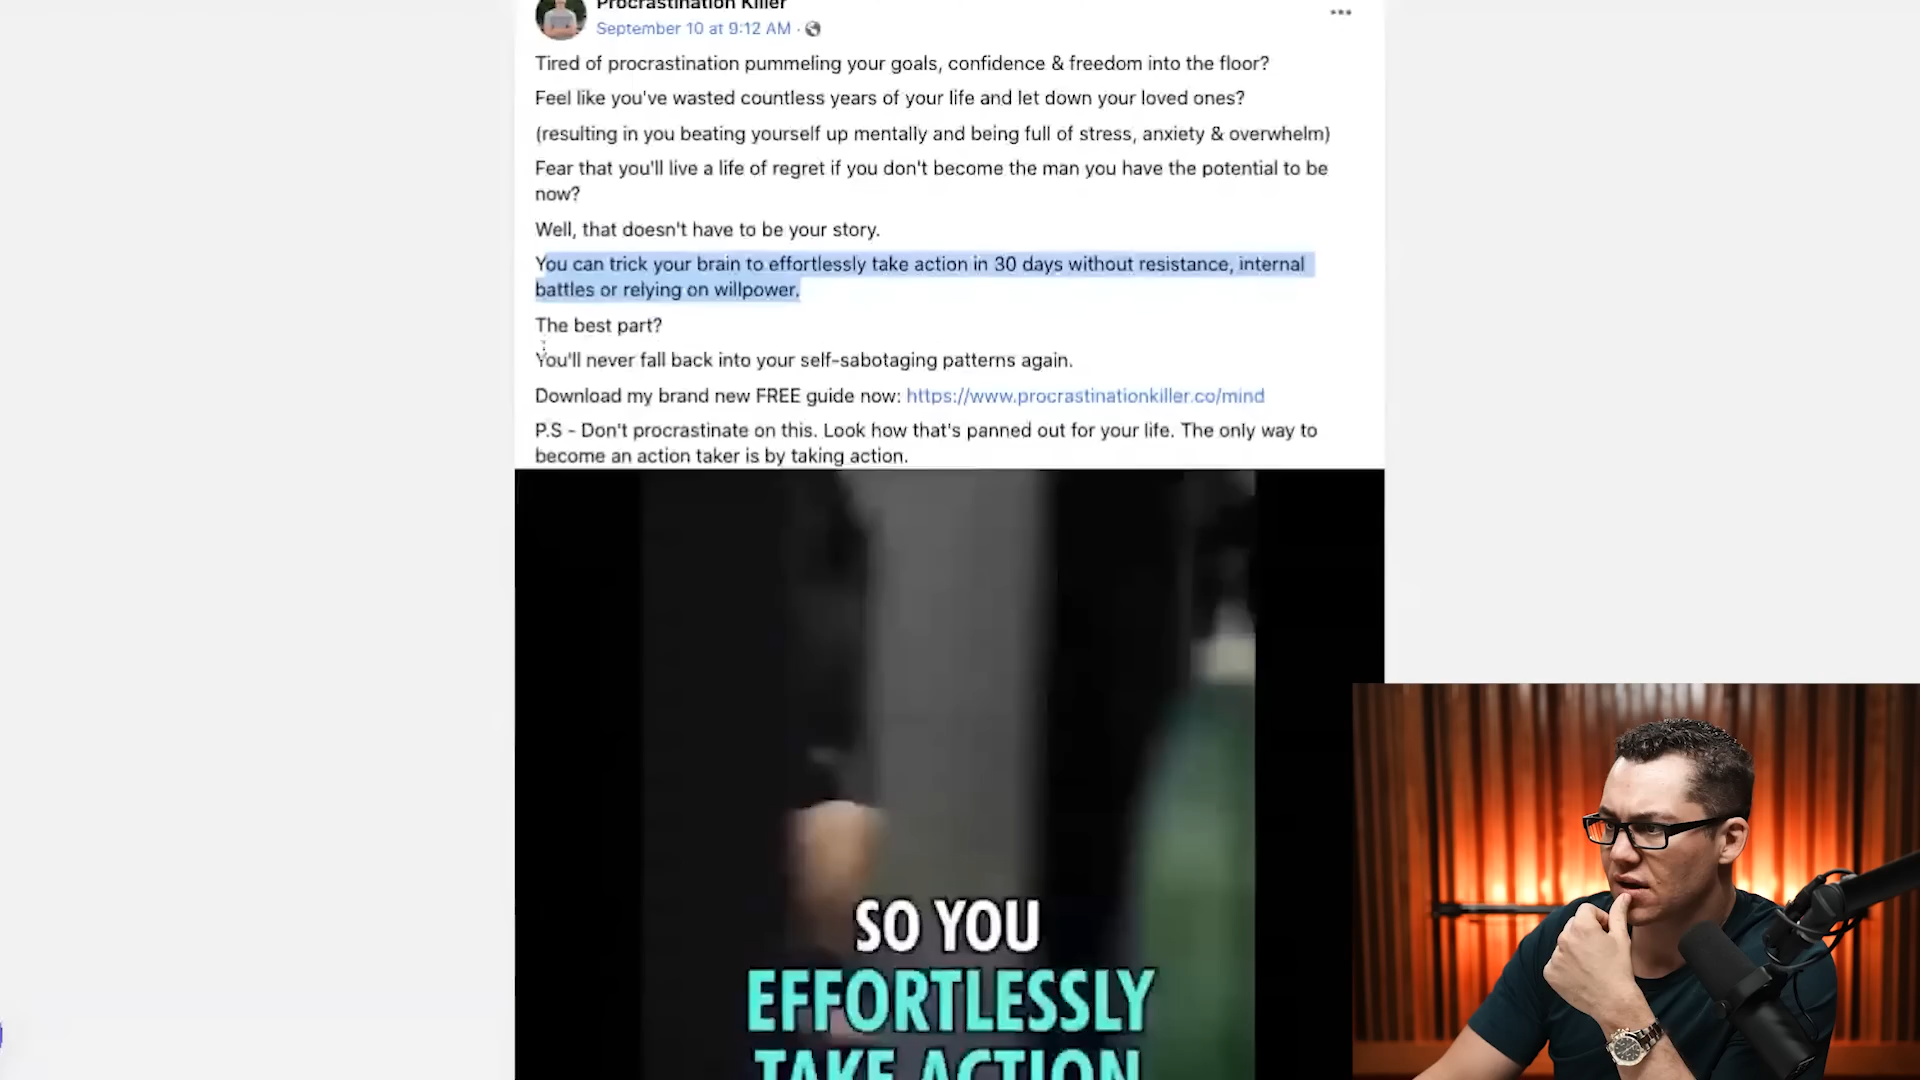 Procrastination Killer
September 10 at 9:12 AM ·
Tired of procrastination pummeling your goals, confidence & freedom into the floor?
Feel like you've wasted countless years of your life and let down your loved ones?
(resulting in you beating yourself up mentally and being full of stress, anxiety & overwhelm)
Fear that you'll live a life of regret if you don't become the man you have the potential to be
now?
Well, that doesn't have to be your story.
You can trick your brain to effortlessly take action in 30 days without resistance, internal
battles or relying on willpower.
The best part?
You'll never fall back into your self-sabotaging patterns again.
Download my brand new FREE guide now: https://www.procrastinationkiller.co/mind
P.S - Don't procrastinate on this. Look how that's panned out for your life. The only way to
become an action taker is by taking action.
SO YOU
EFFORTLESSLY
TAKE ACTION